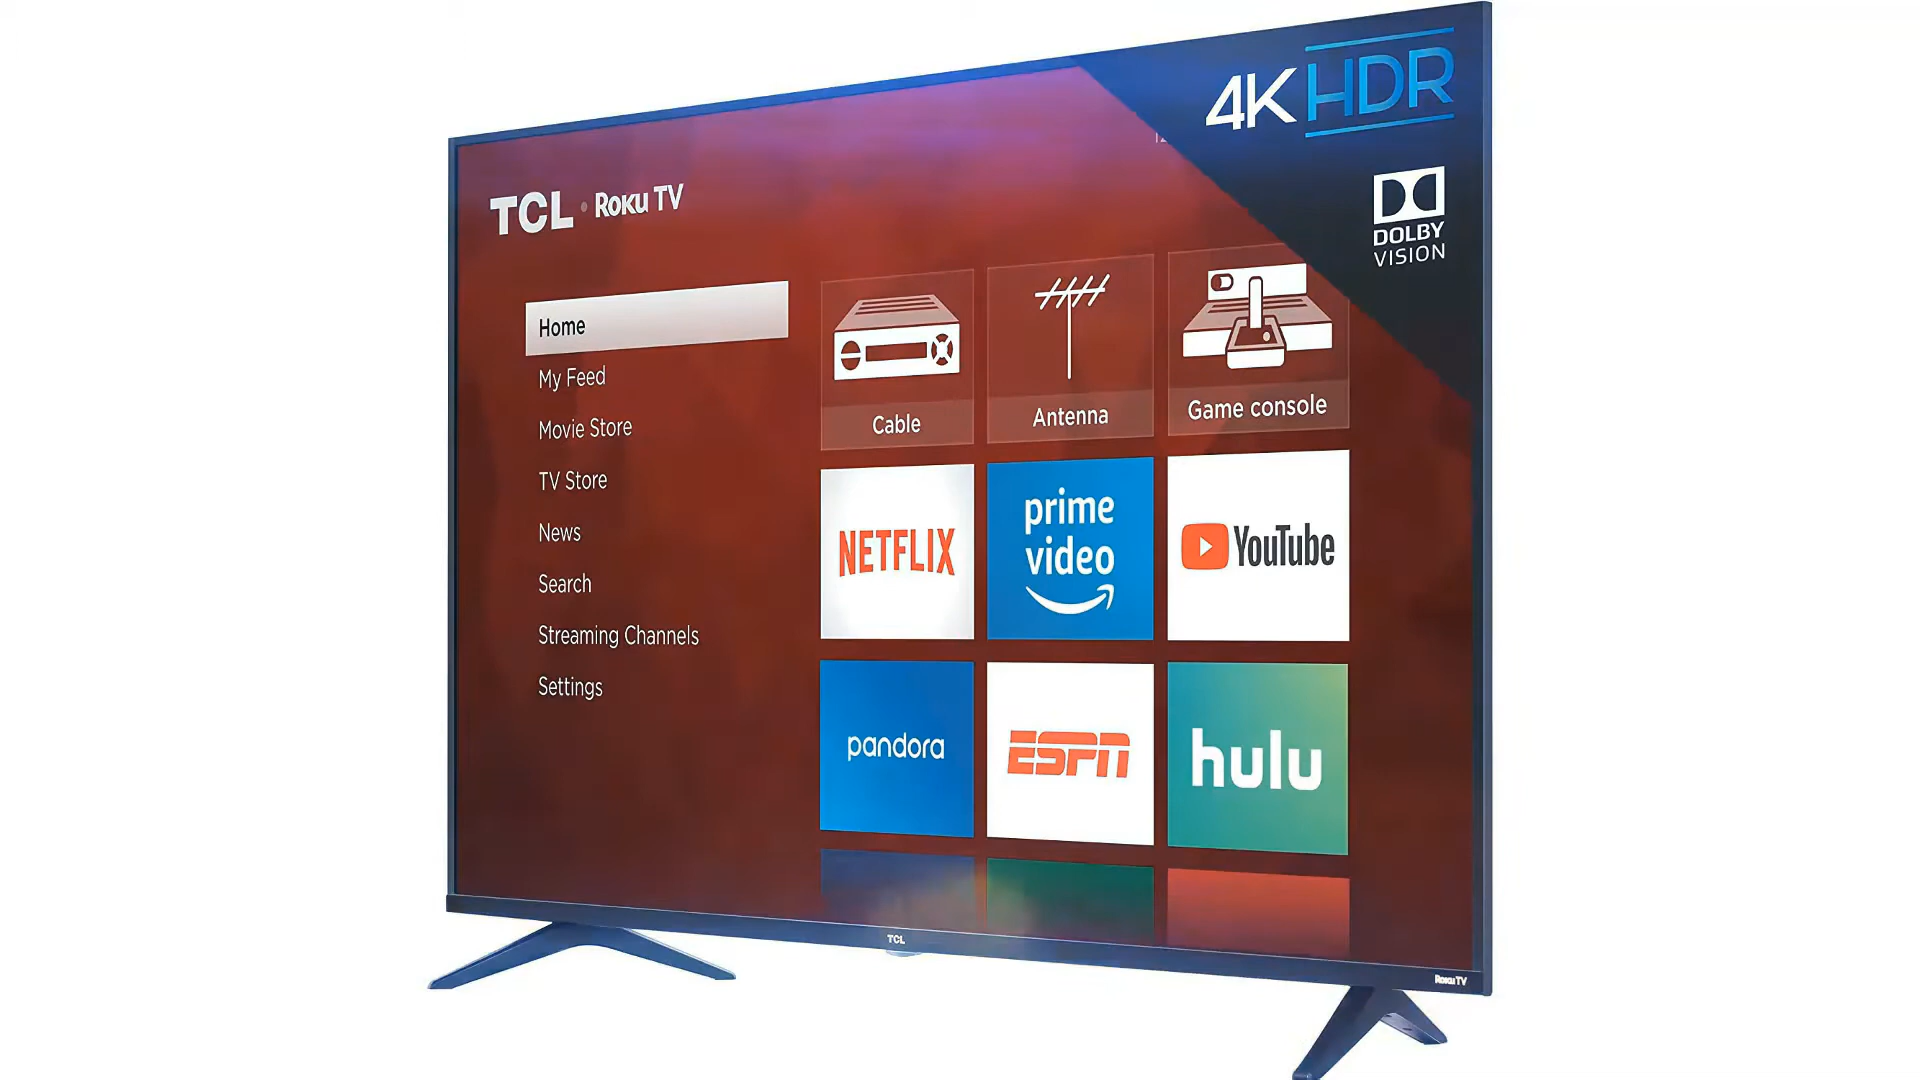 4K HDR
DOLBY
VISION
TCL • Roku TV
Home
My Feed
Movie Store
TV Store
News
Search
Streaming Channels
Settings
Cable
Antenna
Game console
NETFLIX
prime
video
YouTube
pandora
ESPN
hulu
TCL
Roku TV